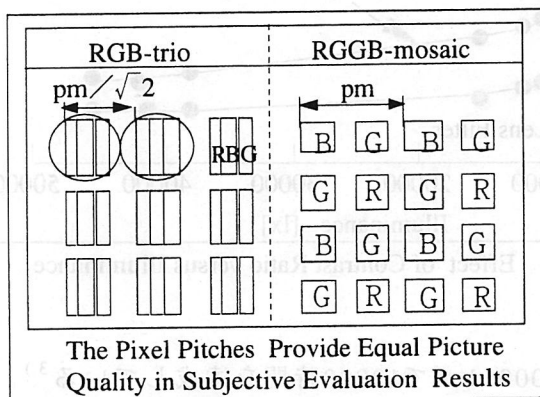 RGB-trio RGGB-mosaic
pm/√2 pm
RBG
B G B G
G R G R
B G B G
G R G R
The Pixel Pitches Provide Equal Picture
Quality in Subjective Evaluation Results